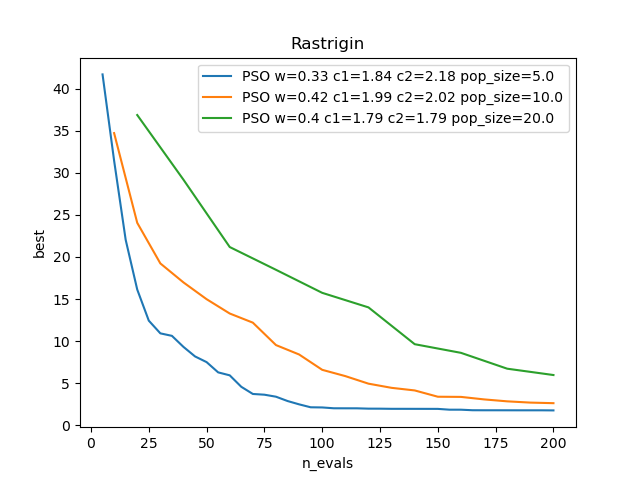 Rastrigin
PSO w=0.33 c1=1.84 c2=2.18 pop_size=5.0
PSO w=0.42 c1=1.99 c2=2.02 pop_size=10.0
PSO w=0.4 c1=1.79 c2=1.79 pop_size=20.0
best
40
35
30
25
20
15
10
5
0
0 25 50 75 100 125 150 175 200
n_evals